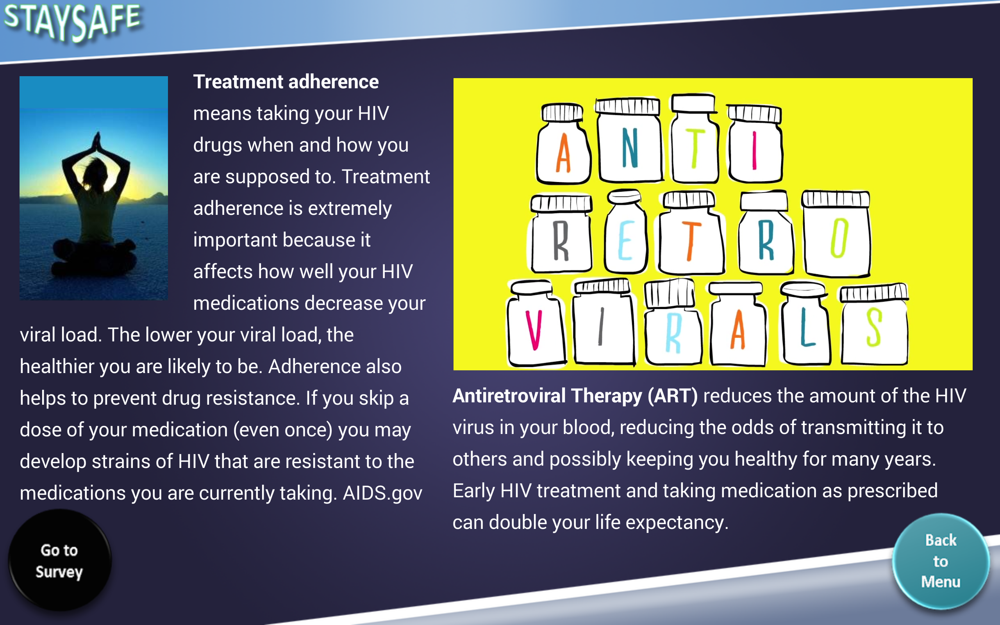 STAYSAFE
Treatment adherence
means taking your HIV
drugs when and how you
are supposed to. Treatment
adherence is extremely
important because it
affects how well your HIV
medications decrease your
viral load. The lower your viral load, the
healthier you are likely to be. Adherence also
helps to prevent drug resistance. If you skip a
dose of your medication (even once) you may
develop strains of HIV that are resistant to the
medications you are currently taking. AIDS.gov
ANTI
RETRO
VIRALS
Antiretroviral Therapy (ART) reduces the amount of the HIV
virus in your blood, reducing the odds of transmitting it to
others and possibly keeping you healthy for many years.
Early HIV treatment and taking medication as prescribed
can double your life expectancy.
Go to
Survey
Back
to
Menu